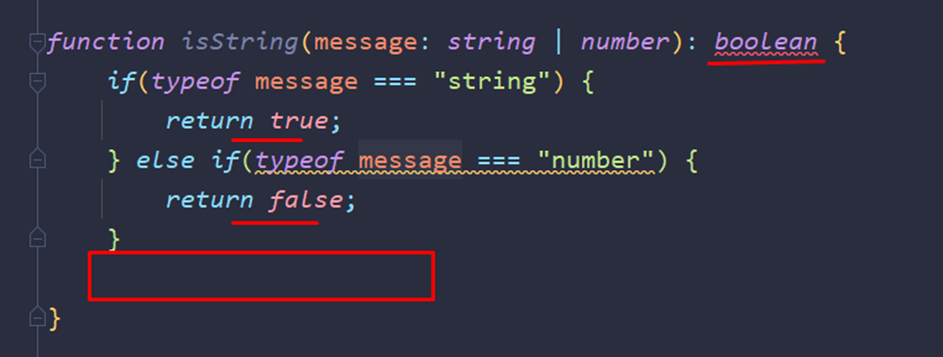 function isString(message: string | number): boolean {
if(typeof message === "string") {
return true;
} else if(typeof message === "number") {
return false;
}
}